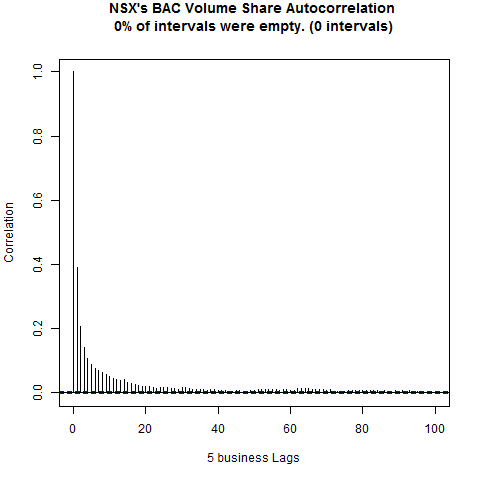 NSX's BAC Volume Share Autocorrelation
0% of intervals were empty. (0 intervals)
1.0
0.8
0.6
0.4
0.2
0.0
Correlation
0 20 40 60 80 100
5 business Lags